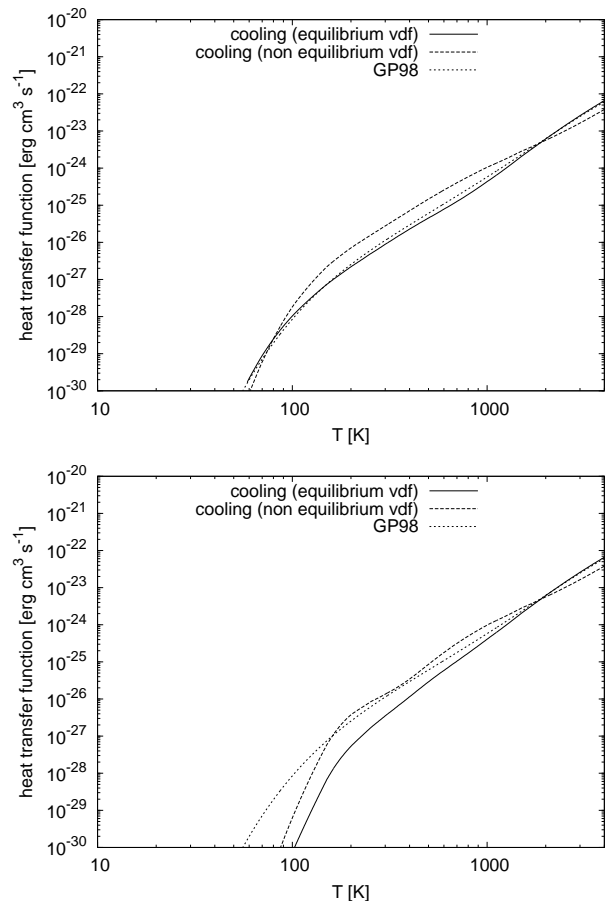 10^-20
cooling (equilibrium vdf)
10^-21
cooling (non equilibrium vdf)
GP98
10^-22
10^-23
10^-24
10^-25
10^-26
10^-27
10^-28
10^-29
10^-30
heat transfer function [erg cm^3 s^-1]
10 100 1000
T [K]
10^-20
cooling (equilibrium vdf)
10^-21
cooling (non equilibrium vdf)
GP98
10^-22
10^-23
10^-24
10^-25
10^-26
10^-27
10^-28
10^-29
10^-30
heat transfer function [erg cm^3 s^-1]
10 100 1000
T [K]